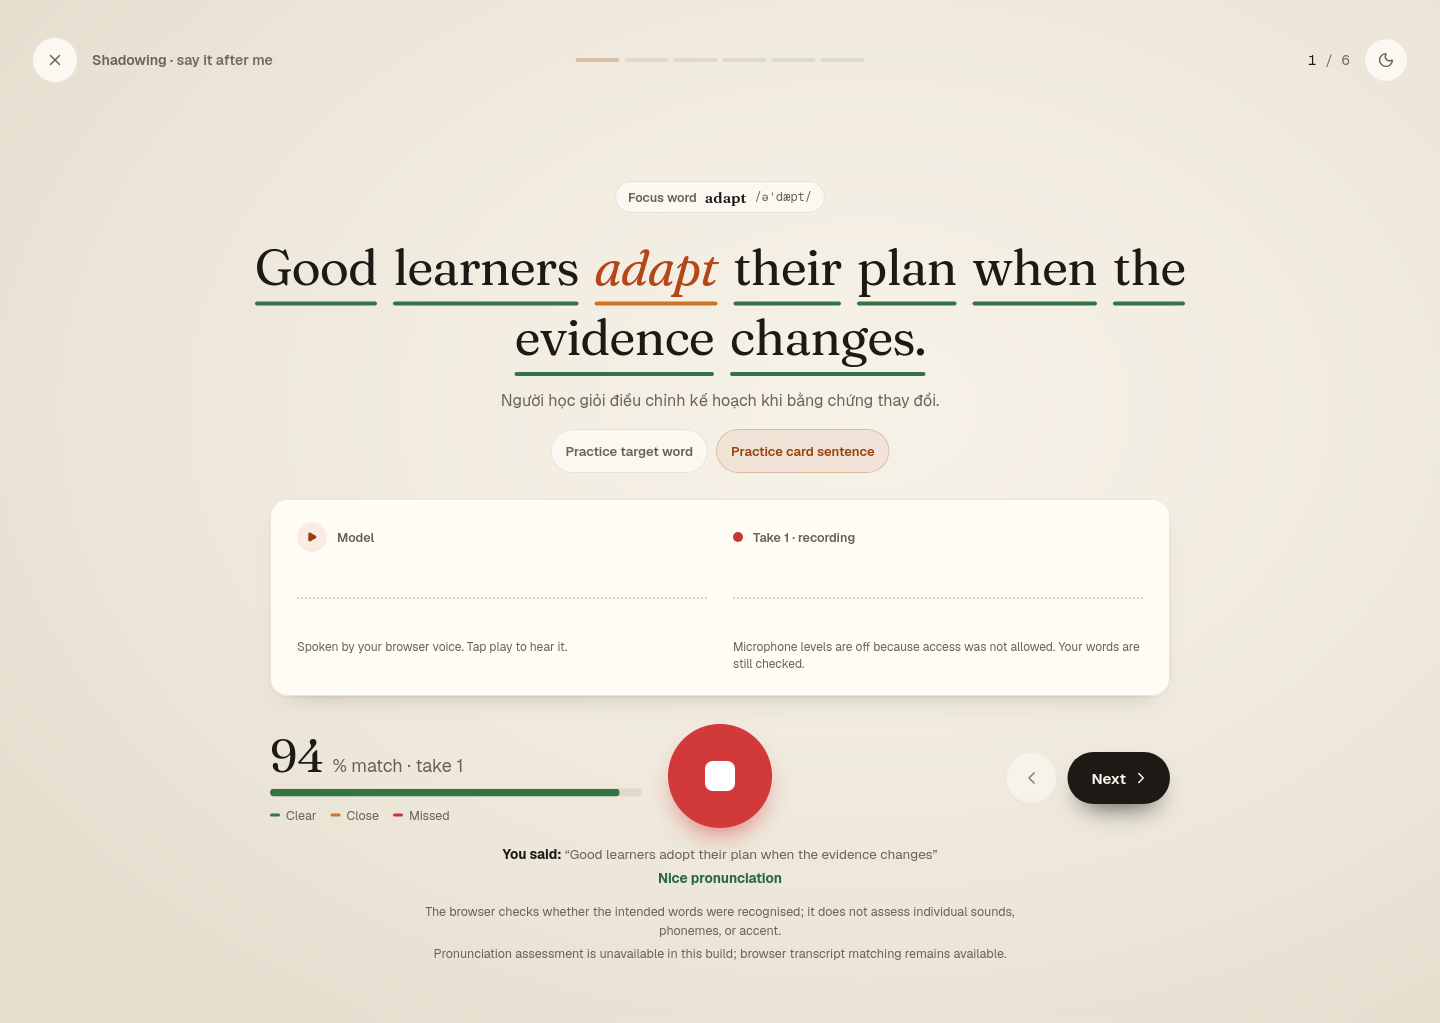 Shadowing · say it after me
1 / 6
Focus word adapt /əˈdæpt/
Good learners adapt their plan when the
evidence changes.
Người học giỏi điều chỉnh kế hoạch khi bằng chứng thay đổi.
Practice target word
Practice card sentence
Model
Spoken by your browser voice. Tap play to hear it.
Take 1 · recording
Microphone levels are off because access was not allowed. Your words are
still checked.
94 % match · take 1
Clear Close Missed
Next
You said: “Good learners adopt their plan when the evidence changes”
Nice pronunciation
The browser checks whether the intended words were recognised; it does not assess individual sounds,
phonemes, or accent.
Pronunciation assessment is unavailable in this build; browser transcript matching remains available.